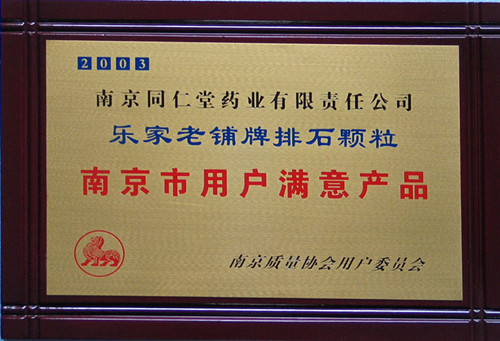 2003
南京同仁堂药业有限责任公司
乐家老铺牌排石颗粒
南京市用户满意产品
南京质量协会用户委员会